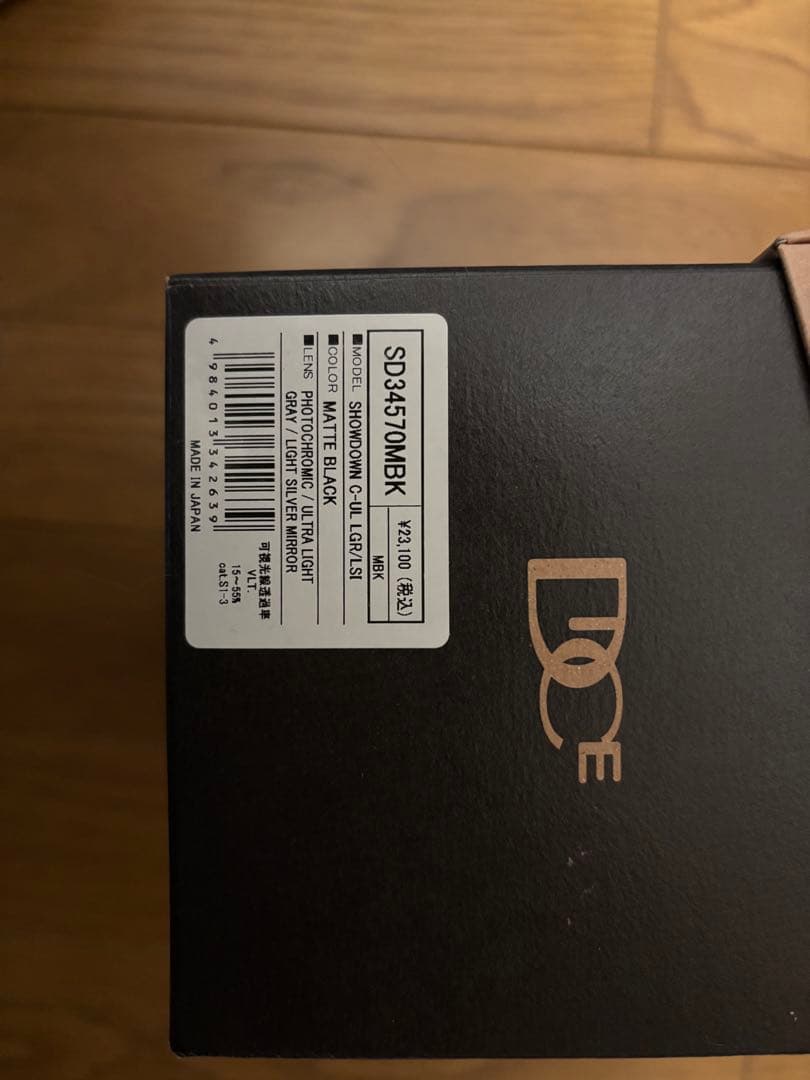 SD34570MBK
¥23,100 (税込)
MBK
■MODEL SHOWDOWN C-UL LGR/LSI
■COLOR MATTE BLACK
■LENS PHOTOCHROMIC / ULTRA LIGHT
GRAY / LIGHT SILVER MIRROR
4 984013 342639
MADE IN JAPAN
可視光線透過率
VLT.
15~55%
cat.S1-3
DICE